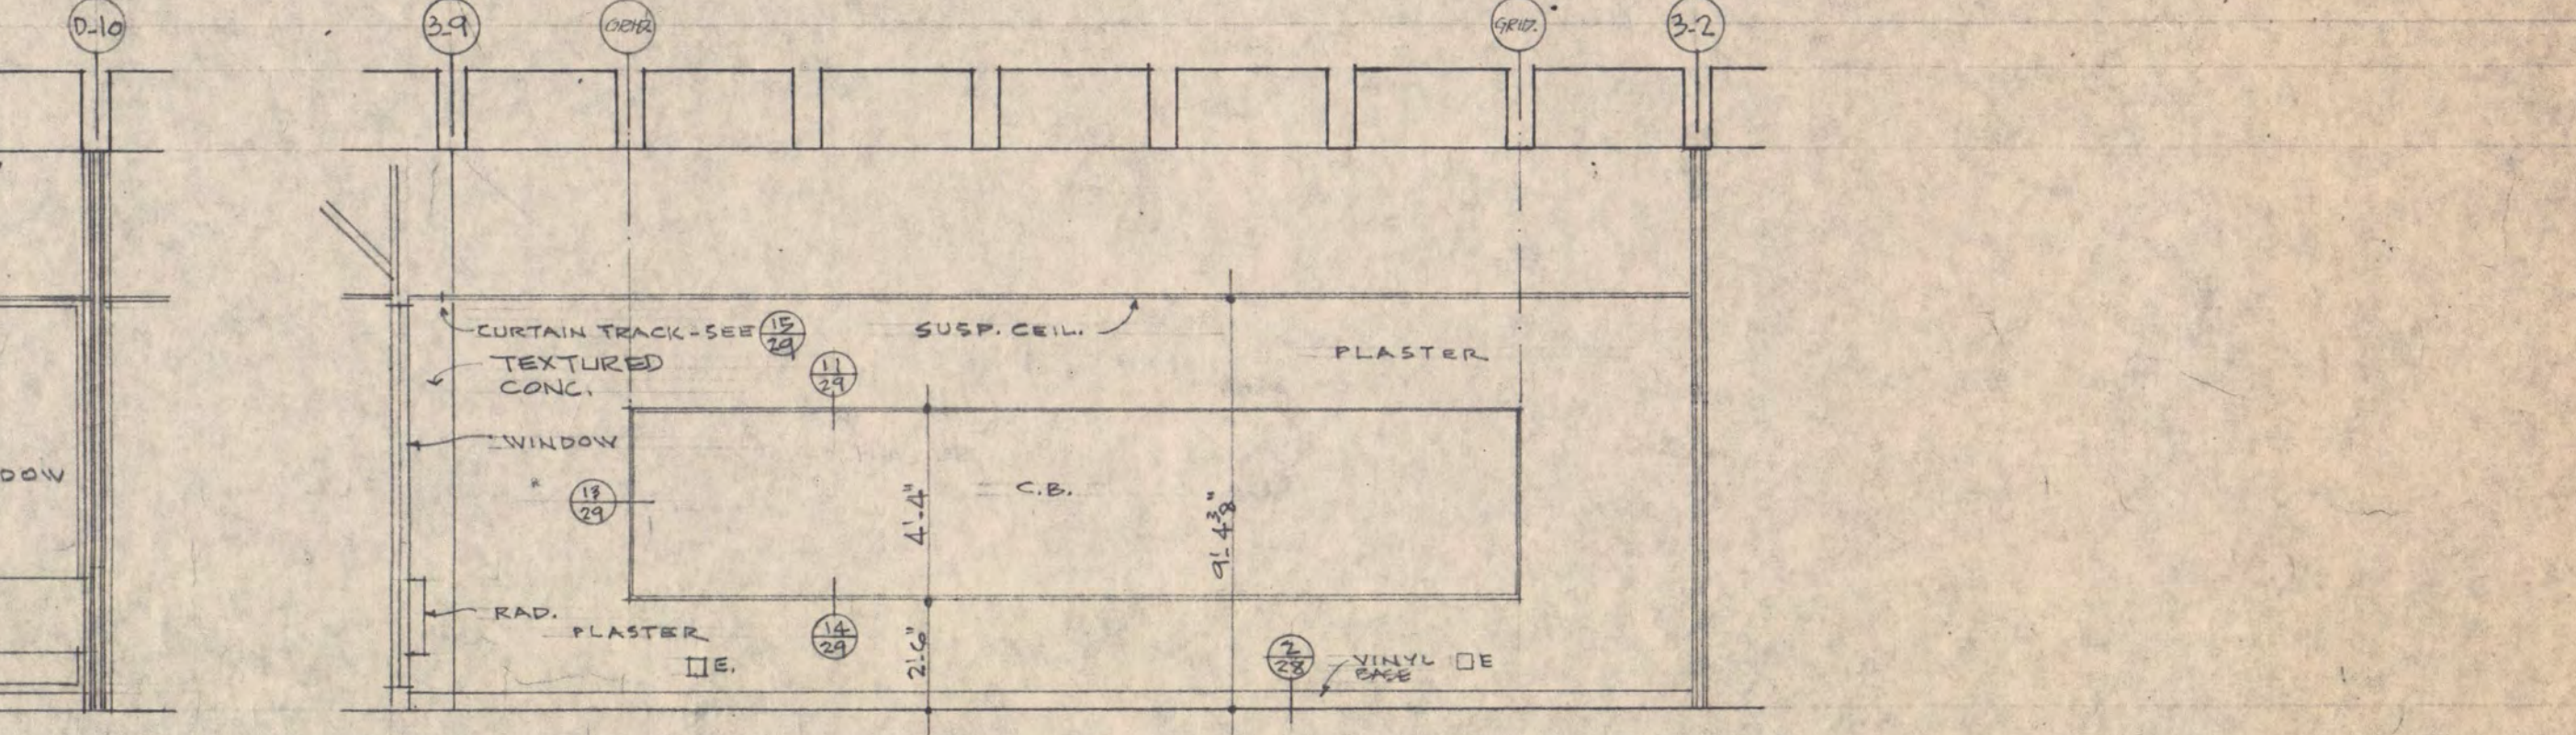 D-10
3-9
GRID.
GRID.
3-2
CURTAIN TRACK-SEE 15
29
SUSP. CEIL.
TEXTURED
CONC.
11
29
PLASTER
WINDOW
DOW
13
29
4'-4"
C.B.
9'-4 3/8"
RAD.
PLASTER
14
29
2'-6"
E.
2
28
VINYL
BASE
E